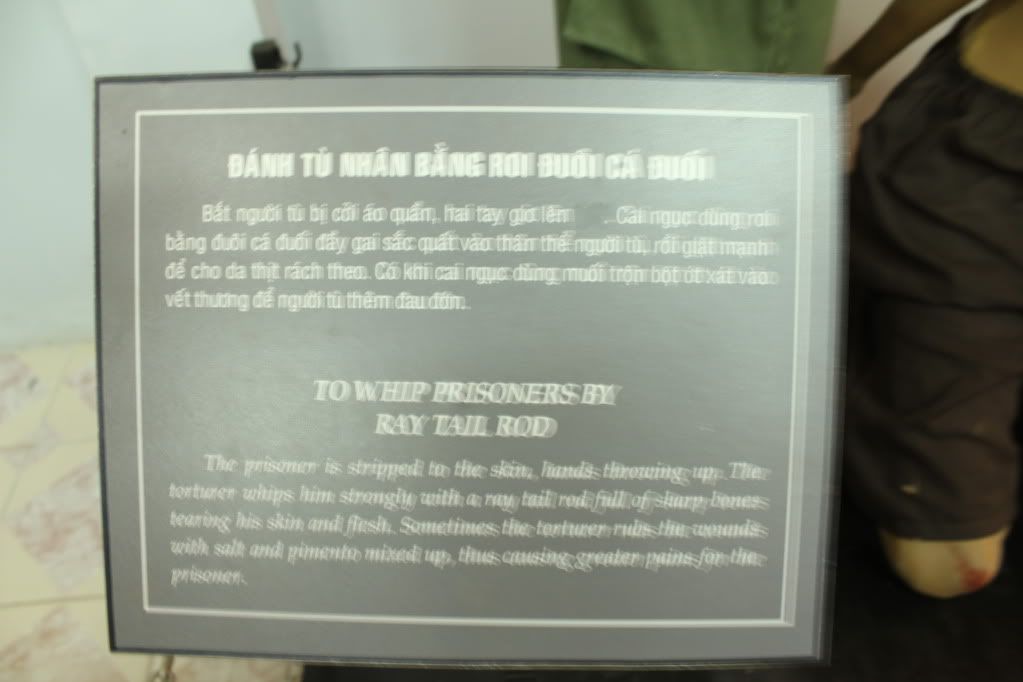 ĐÁNH TÙ NHÂN BẰNG ROI ĐUÔI CÁ ĐUỐI
Bắt người tù bị cởi áo quần, hai tay giơ lên . Cai ngục dùng roi
bằng đuôi cá đuối đầy gai sắc quất vào thân thể người tù, rồi giật mạnh
để cho da thịt rách theo. Có khi cai ngục dùng muối trộn bột ớt xát vào
vết thương để người tù thêm đau đớn.
TO WHIP PRISONERS BY
RAY TAIL ROD
The prisoner is stripped to the skin, hands throwing up. The
torturer whips him strongly with a ray tail rod full of sharp bones
tearing his skin and flesh. Sometimes the torturer rubs the wounds
with salt and pimento mixed up, thus causing greater pains for the
prisoner.